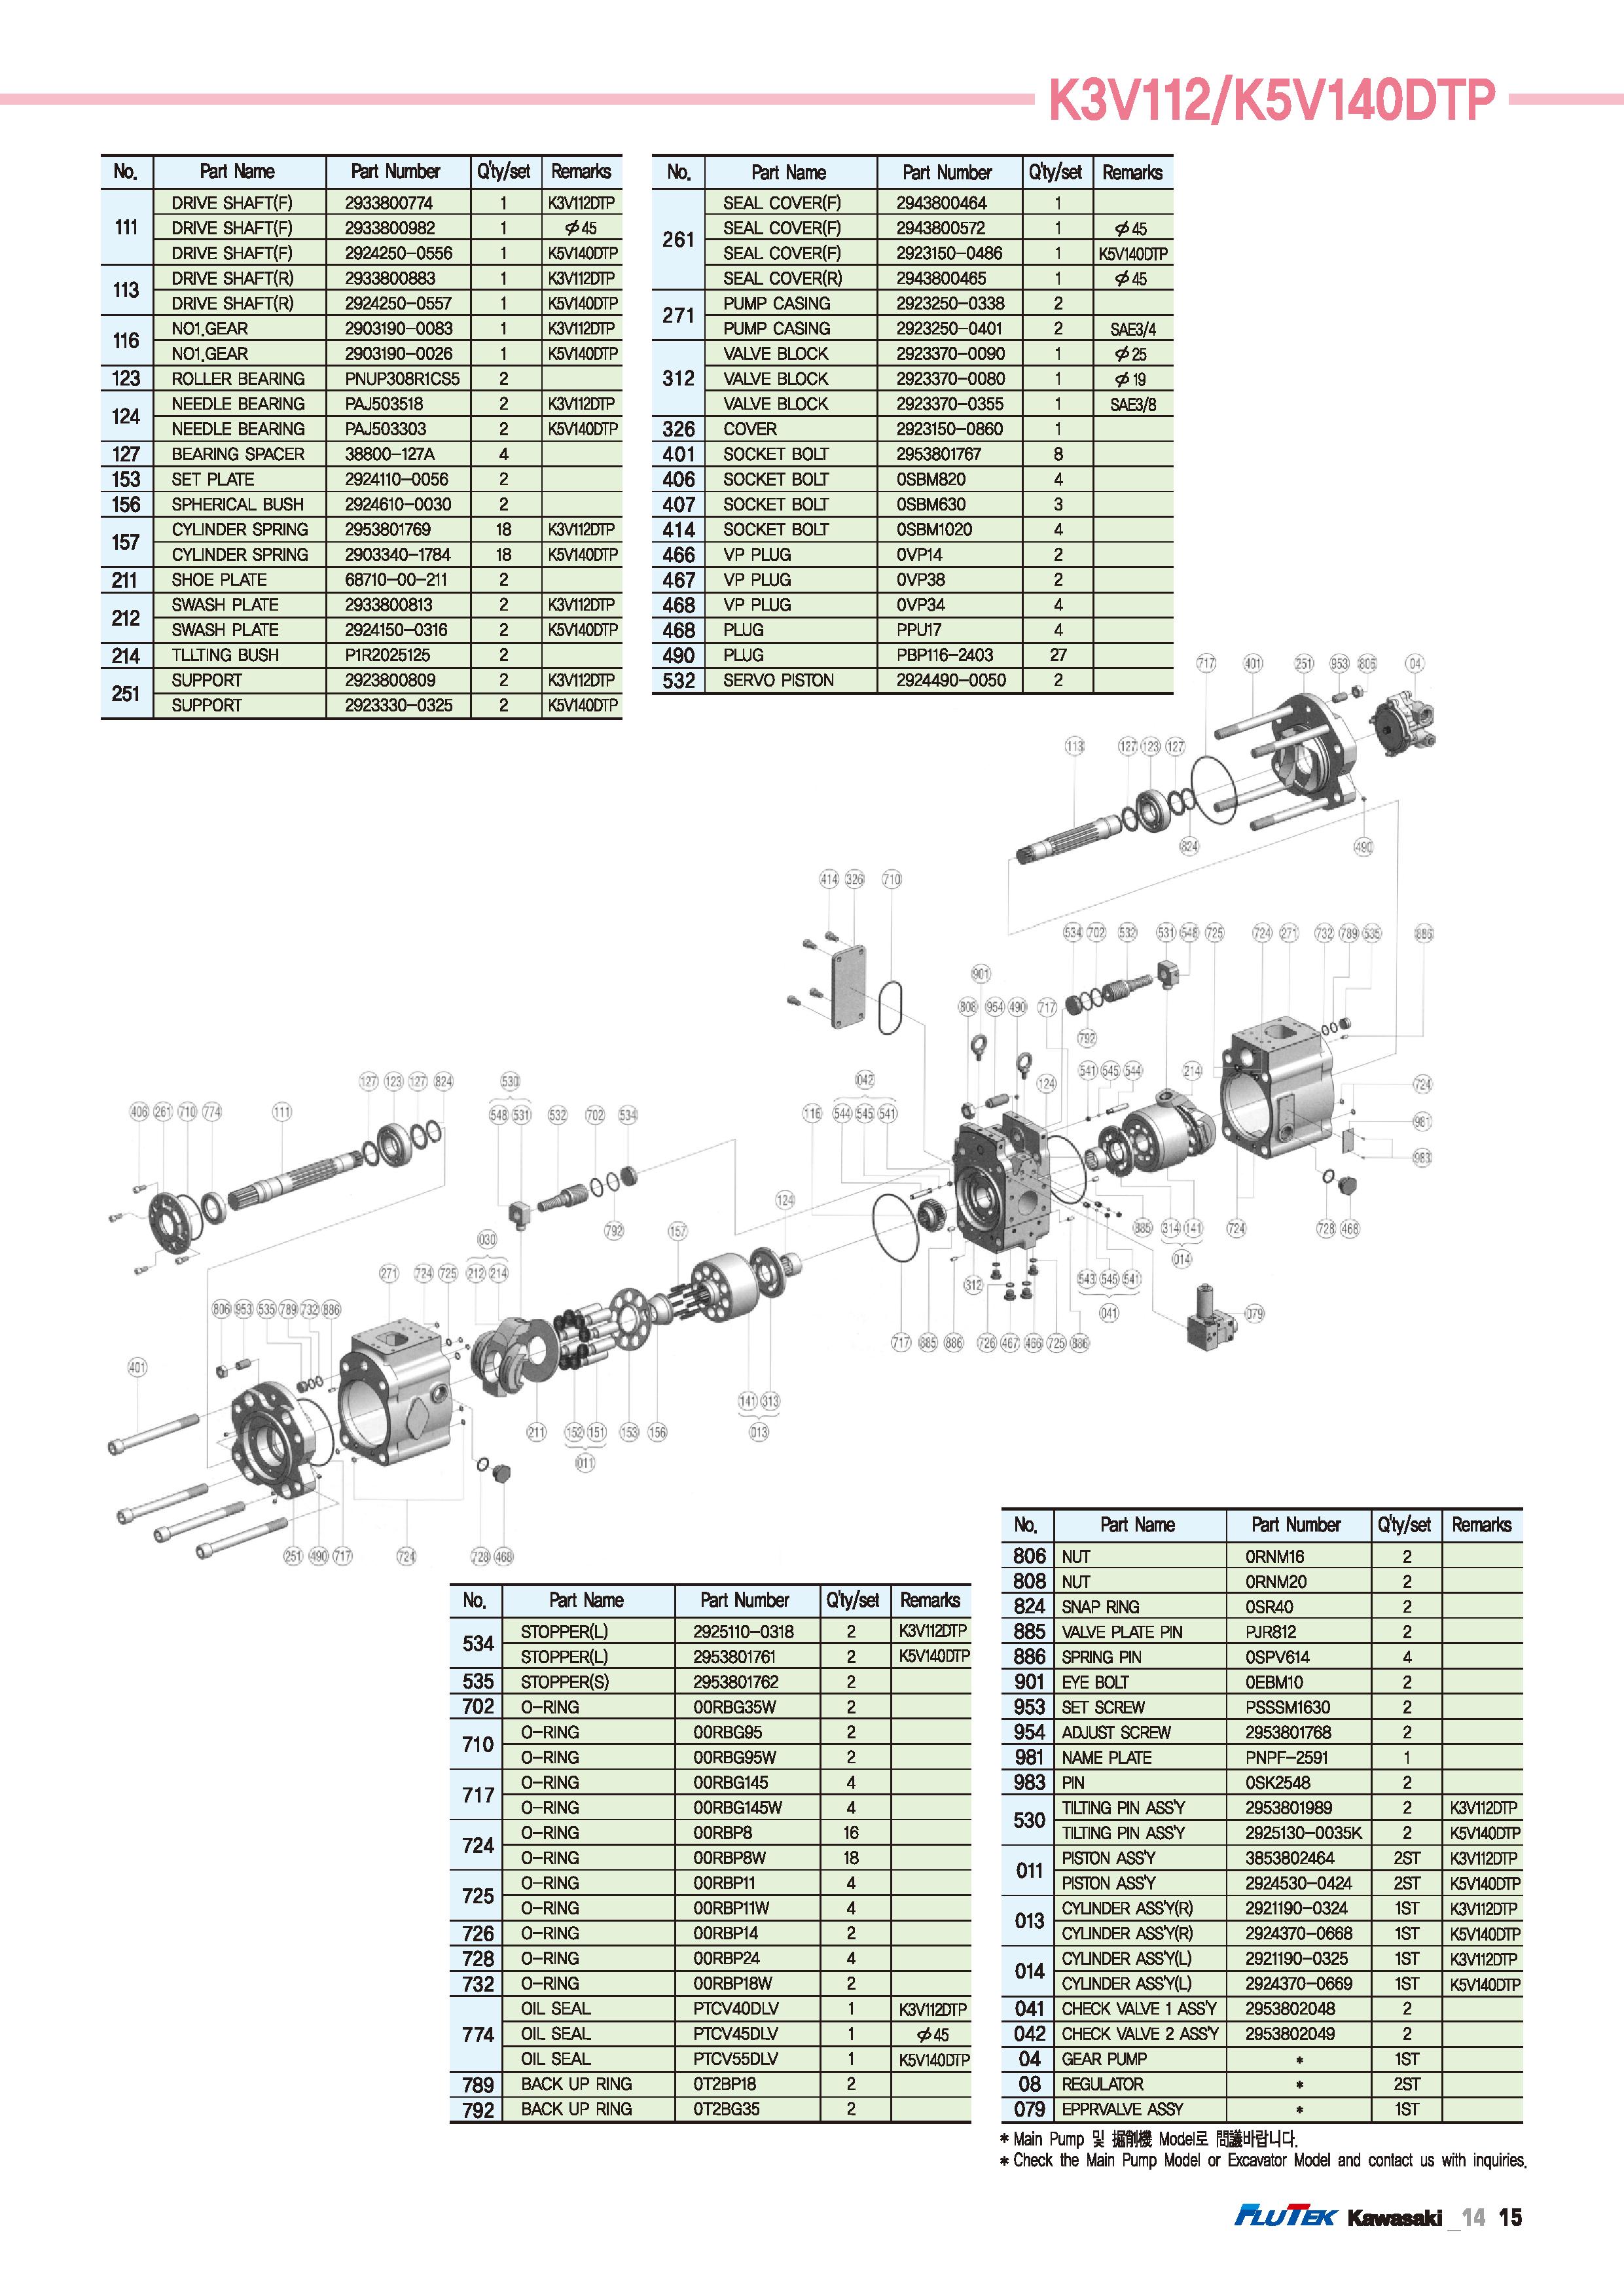 K3V112/K5V140DTP
No. Part Name Part Number Q'ty/set Remarks
111 DRIVE SHAFT(F) 2933800774 1 K3V112DTP
DRIVE SHAFT(F) 2933800982 1 ϕ45
DRIVE SHAFT(F) 2924250-0556 1 K5V140DTP
113 DRIVE SHAFT(R) 2933800883 1 K3V112DTP
DRIVE SHAFT(R) 2924250-0557 1 K5V140DTP
116 NO1.GEAR 2903190-0083 1 K3V112DTP
NO1.GEAR 2903190-0026 1 K5V140DTP
123 ROLLER BEARING PNUP308R1CS5 2
124 NEEDLE BEARING PAJ503518 2 K3V112DTP
NEEDLE BEARING PAJ503303 2 K5V140DTP
127 BEARING SPACER 38800-127A 4
153 SET PLATE 2924110-0056 2
156 SPHERICAL BUSH 2924610-0030 2
157 CYLINDER SPRING 2953801769 18 K3V112DTP
CYLINDER SPRING 2903340-1784 18 K5V140DTP
211 SHOE PLATE 68710-00-211 2
212 SWASH PLATE 2933800813 2 K3V112DTP
SWASH PLATE 2924150-0316 2 K5V140DTP
214 TLLTING BUSH P1R2025125 2
251 SUPPORT 2923800809 2 K3V112DTP
SUPPORT 2923330-0325 2 K5V140DTP
No. Part Name Part Number Q'ty/set Remarks
261 SEAL COVER(F) 2943800464 1
SEAL COVER(F) 2943800572 1 ϕ45
SEAL COVER(F) 2923150-0486 1 K5V140DTP
SEAL COVER(R) 2943800465 1 ϕ45
271 PUMP CASING 2923250-0338 2
PUMP CASING 2923250-0401 2 SAE3/4
312 VALVE BLOCK 2923370-0090 1 ϕ25
VALVE BLOCK 2923370-0080 1 ϕ19
VALVE BLOCK 2923370-0355 1 SAE3/8
326 COVER 2923150-0860 1
401 SOCKET BOLT 2953801767 8
406 SOCKET BOLT 0SBM820 4
407 SOCKET BOLT 0SBM630 3
414 SOCKET BOLT 0SBM1020 4
466 VP PLUG 0VP14 2
467 VP PLUG 0VP38 2
468 VP PLUG 0VP34 4
468 PLUG PPU17 4
490 PLUG PBP116-2403 27
532 SERVO PISTON 2924490-0050 2
717 401 251 953 806 04
113 127 123 127
824 490
414 326 710
534 702 532 531 548 725 724 271 732 789 535 886
901
808 954 490 717
792
127 123 127 824 530 042 124 541 545 544 214 724
406 261 710 774 111 548 531 532 702 534 116 544 545 541 981
983
124
792 157 885 314 141 724 728 468
030 014
271 724 725 212 214 312 543 545 541
806 953 535 789 732 886 041 079
717 885 886 726 467 466 725 886
401
141 313
211 152 151 153 156 013
011
251 490 717 724 728 468
No. Part Name Part Number Q'ty/set Remarks
534 STOPPER(L) 2925110-0318 2 K3V112DTP
STOPPER(L) 2953801761 2 K5V140DTP
535 STOPPER(S) 2953801762 2
702 O-RING 00RBG35W 2
710 O-RING 00RBG95 2
O-RING 00RBG95W 2
717 O-RING 00RBG145 4
O-RING 00RBG145W 4
724 O-RING 00RBP8 16
O-RING 00RBP8W 18
725 O-RING 00RBP11 4
O-RING 00RBP11W 4
726 O-RING 00RBP14 2
728 O-RING 00RBP24 4
732 O-RING 00RBP18W 2
774 OIL SEAL PTCV40DLV 1 K3V112DTP
OIL SEAL PTCV45DLV 1 ϕ45
OIL SEAL PTCV55DLV 1 K5V140DTP
789 BACK UP RING 0T2BP18 2
792 BACK UP RING 0T2BG35 2
No. Part Name Part Number Q'ty/set Remarks
806 NUT 0RNM16 2
808 NUT 0RNM20 2
824 SNAP RING 0SR40 2
885 VALVE PLATE PIN PJR812 2
886 SPRING PIN 0SPV614 4
901 EYE BOLT 0EBM10 2
953 SET SCREW PSSSM1630 2
954 ADJUST SCREW 2953801768 2
981 NAME PLATE PNPF-2591 1
983 PIN 0SK2548 2
530 TILTING PIN ASS'Y 2953801989 2 K3V112DTP
TILTING PIN ASS'Y 2925130-0035K 2 K5V140DTP
011 PISTON ASS'Y 3853802464 2ST K3V112DTP
PISTON ASS'Y 2924530-0424 2ST K5V140DTP
013 CYLINDER ASS'Y(R) 2921190-0324 1ST K3V112DTP
CYLINDER ASS'Y(R) 2924370-0668 1ST K5V140DTP
014 CYLINDER ASS'Y(L) 2921190-0325 1ST K3V112DTP
CYLINDER ASS'Y(L) 2924370-0669 1ST K5V140DTP
041 CHECK VALVE 1 ASS'Y 2953802048 2
042 CHECK VALVE 2 ASS'Y 2953802049 2
04 GEAR PUMP * 1ST
08 REGULATOR * 2ST
079 EPPRVALVE ASSY * 1ST
* Main Pump 및 掘削機 Model로 問議바랍니다.
* Check the Main Pump Model or Excavator Model and contact us with inquiries.
FLUTEK Kawasaki _14 15